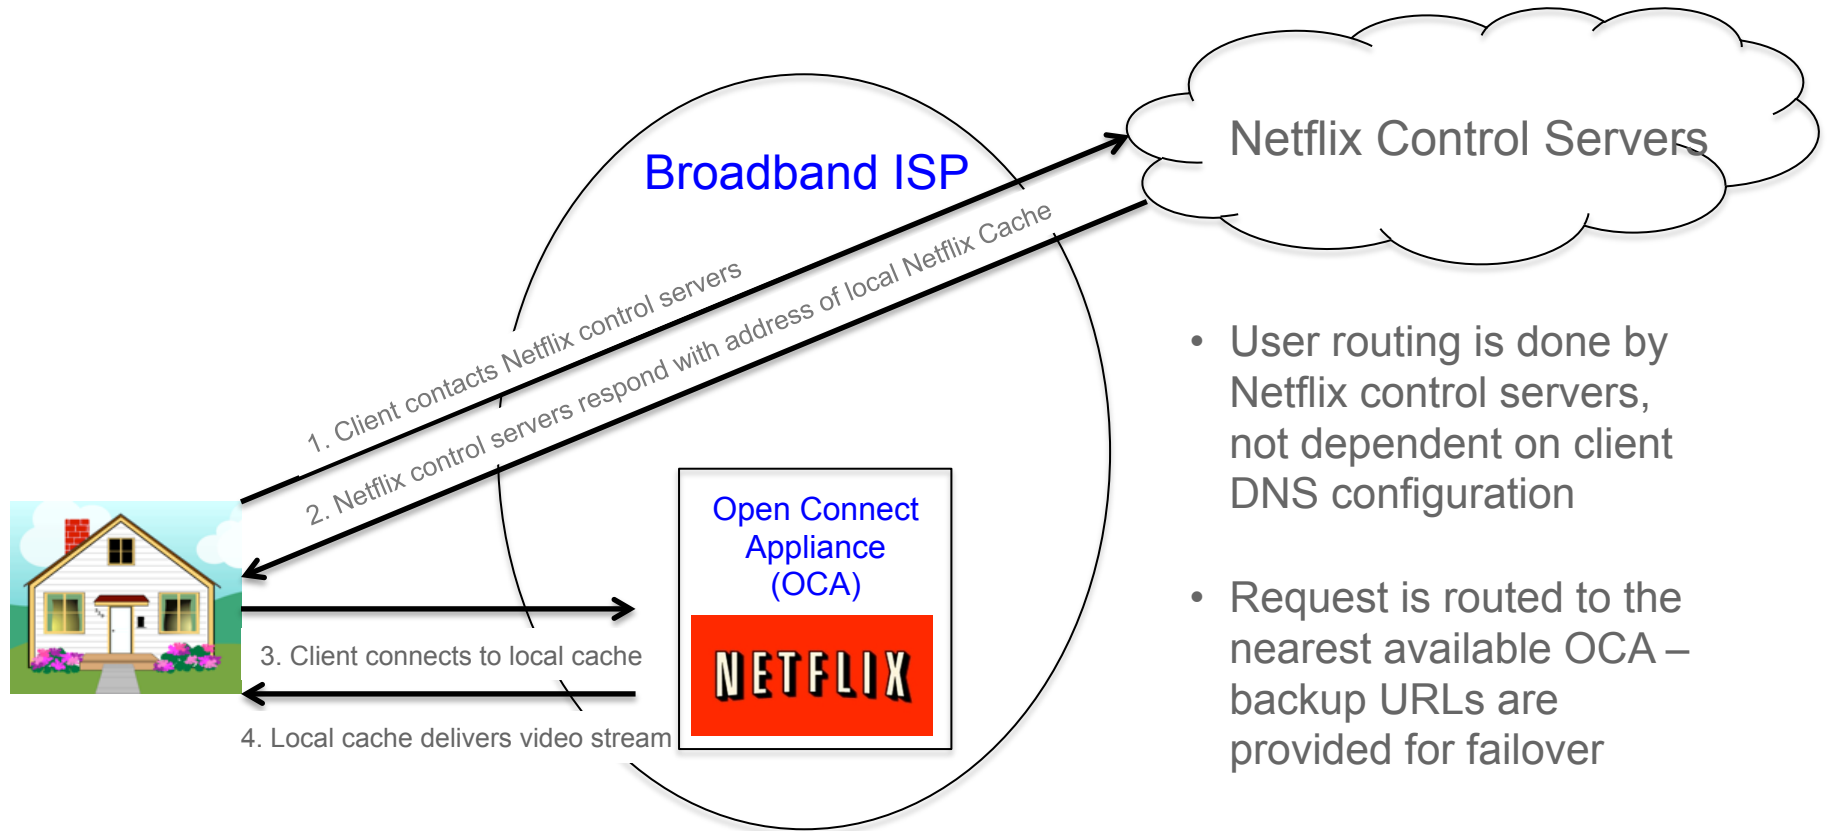 Netflix Control Servers
Broadband ISP
1. Client contacts Netflix control servers
2. Netflix control servers respond with address of local Netflix Cache
Open Connect
Appliance
(OCA)
NETFLIX
3. Client connects to local cache
4. Local cache delivers video stream
• User routing is done by
Netflix control servers,
not dependent on client
DNS configuration
• Request is routed to the
nearest available OCA –
backup URLs are
provided for failover